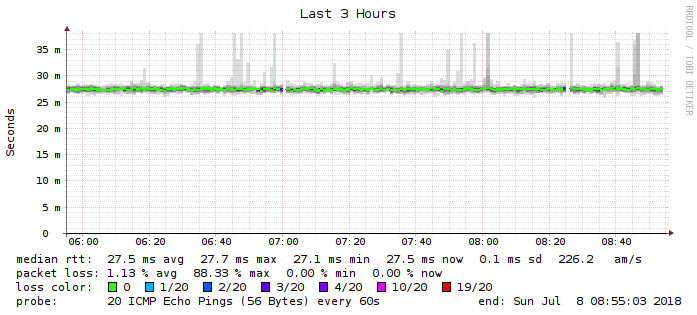 Last 3 Hours
RRDTOOL / TOBI OETIKER
Seconds
35 m
30 m
25 m
20 m
15 m
10 m
5 m
0
06:00 06:20 06:40 07:00 07:20 07:40 08:00 08:20 08:40
median rtt: 27.5 ms avg 27.7 ms max 27.1 ms min 27.5 ms now 0.1 ms sd 226.2 am/s
packet loss: 1.13 % avg 88.33 % max 0.00 % min 0.00 % now
loss color: 0 1/20 2/20 3/20 4/20 10/20 19/20
probe: 20 ICMP Echo Pings (56 Bytes) every 60s end: Sun Jul 8 08:55:03 2018